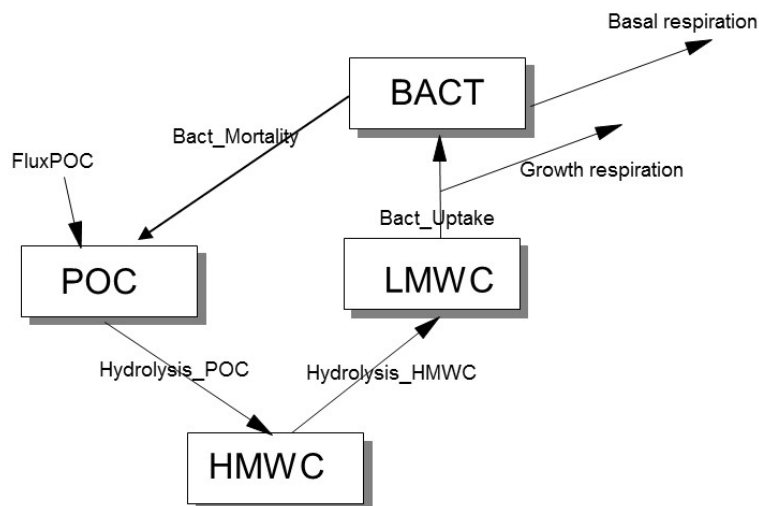 Basal respiration
BACT
Bact_Mortality
FluxPOC
Growth respiration
Bact_Uptake
POC
LMWC
Hydrolysis_POC
Hydrolysis_HMWC
HMWC